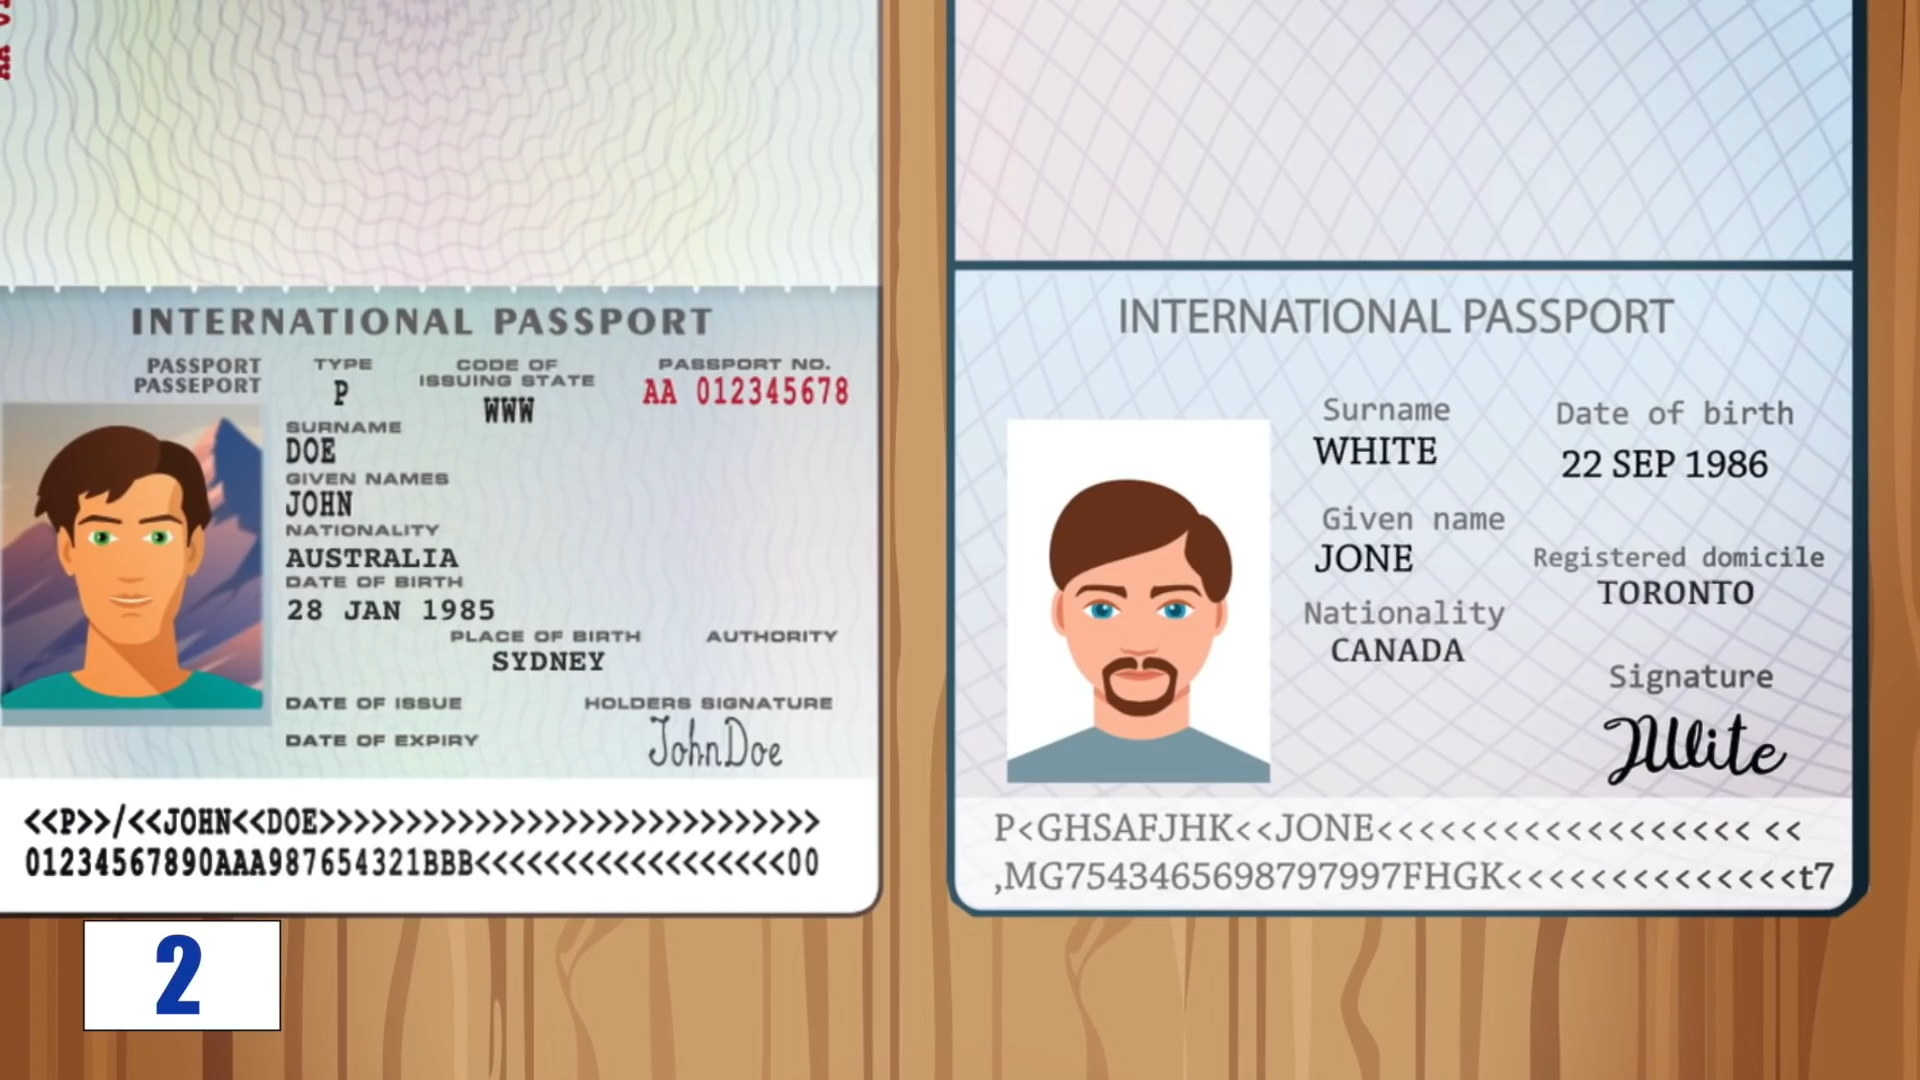 INTERNATIONAL PASSPORT
PASSPORT
PASSEPORT
TYPE
P
CODE OF
ISSUING STATE
WWW
PASSPORT NO.
AA 012345678
SURNAME
DOE
GIVEN NAMES
JOHN
NATIONALITY
AUSTRALIA
DATE OF BIRTH
28 JAN 1985
PLACE OF BIRTH
SYDNEY
AUTHORITY
DATE OF ISSUE
HOLDERS SIGNATURE
DATE OF EXPIRY
JohnDoe
<<P>>/<<JOHN<<DOE>>>>>>>>>>>>>>>>>>>>>>>>>>>>>>>>>>>
01234567890AAA987654321BBB<<<<<<<<<<<<<<<<<<00
INTERNATIONAL PASSPORT
Surname
WHITE
Date of birth
22 SEP 1986
Given name
JONE
Registered domicile
TORONTO
Nationality
CANADA
Signature
JWite
P<GHSAFJHK<<JONE<<<<<<<<<<<<<<<<<< <<
,MG7543465698797997FHGK<<<<<<<<<<<<<<t7
2